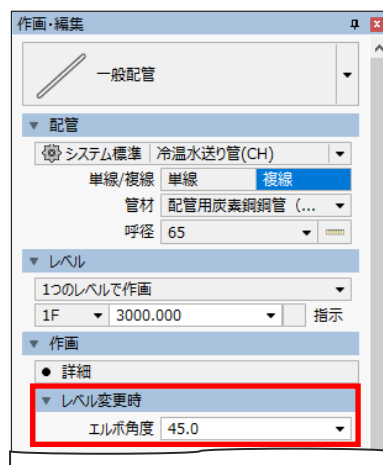 作画・編集
一般配管
配管
システム標準 冷温水送り管(CH)
単線/複線 単線 複線
管材 配管用炭素鋼鋼管 (...
呼径 65
レベル
1つのレベルで作画
1F 3000.000 指示
作画
● 詳細
レベル変更時
エルボ角度 45.0